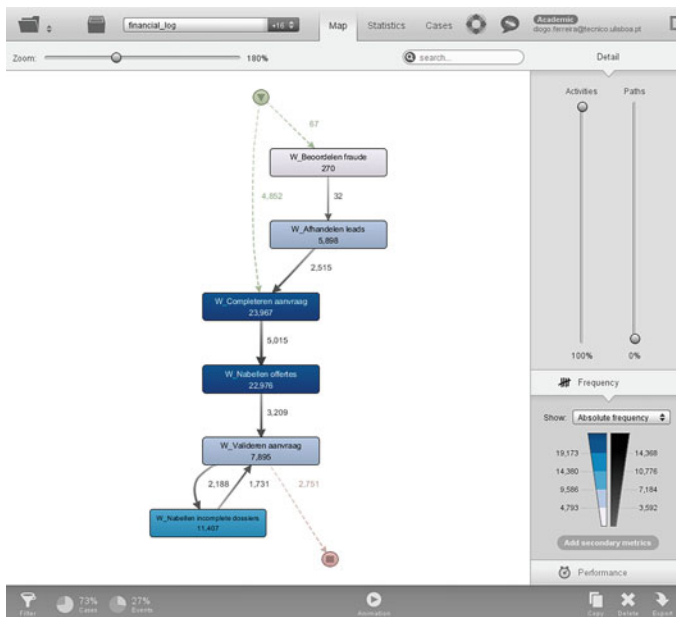 financial_log
+16
Map
Statistics
Cases
Academic
diogo.ferreira@tecnico.ulisboa.pt
Zoom:
180%
search...
Detail
Activities
Paths
67
W_Beoordelen fraude
270
4,852
32
W_Afhandelen leads
5,898
2,515
W_Completeren aanvraag
23,967
5,015
W_Nabellen offertes
22,976
3,209
W_Valideren aanvraag
7,895
2,188
1,731
2,751
W_Nabellen incomplete dossiers
11,407
100%
0%
Frequency
Show:
Absolute frequency
19,173
14,368
14,380
10,776
9,586
7,184
4,793
3,592
Add secondary metrics
Performance
Filter
73%
Cases
27%
Events
Animation
Copy
Delete
Export